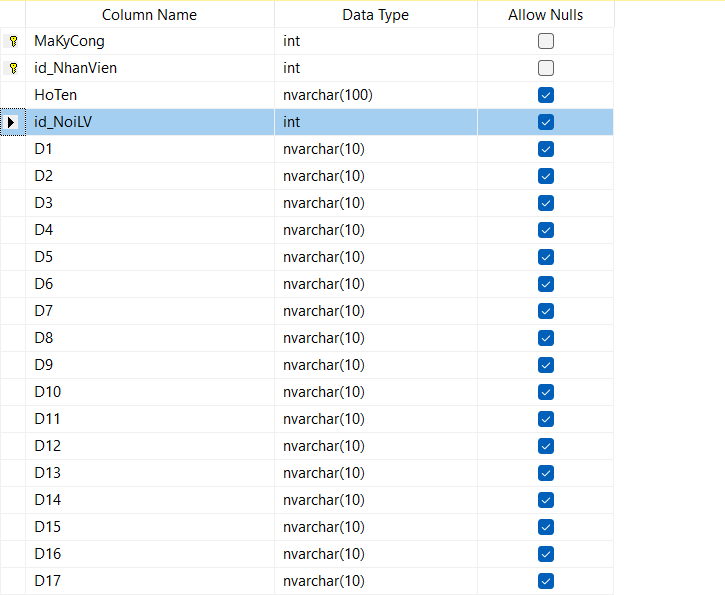 Column Name Data Type Allow Nulls
MaKyCong int
id_NhanVien int
HoTen nvarchar(100)
id_NoiLV int
D1 nvarchar(10)
D2 nvarchar(10)
D3 nvarchar(10)
D4 nvarchar(10)
D5 nvarchar(10)
D6 nvarchar(10)
D7 nvarchar(10)
D8 nvarchar(10)
D9 nvarchar(10)
D10 nvarchar(10)
D11 nvarchar(10)
D12 nvarchar(10)
D13 nvarchar(10)
D14 nvarchar(10)
D15 nvarchar(10)
D16 nvarchar(10)
D17 nvarchar(10)